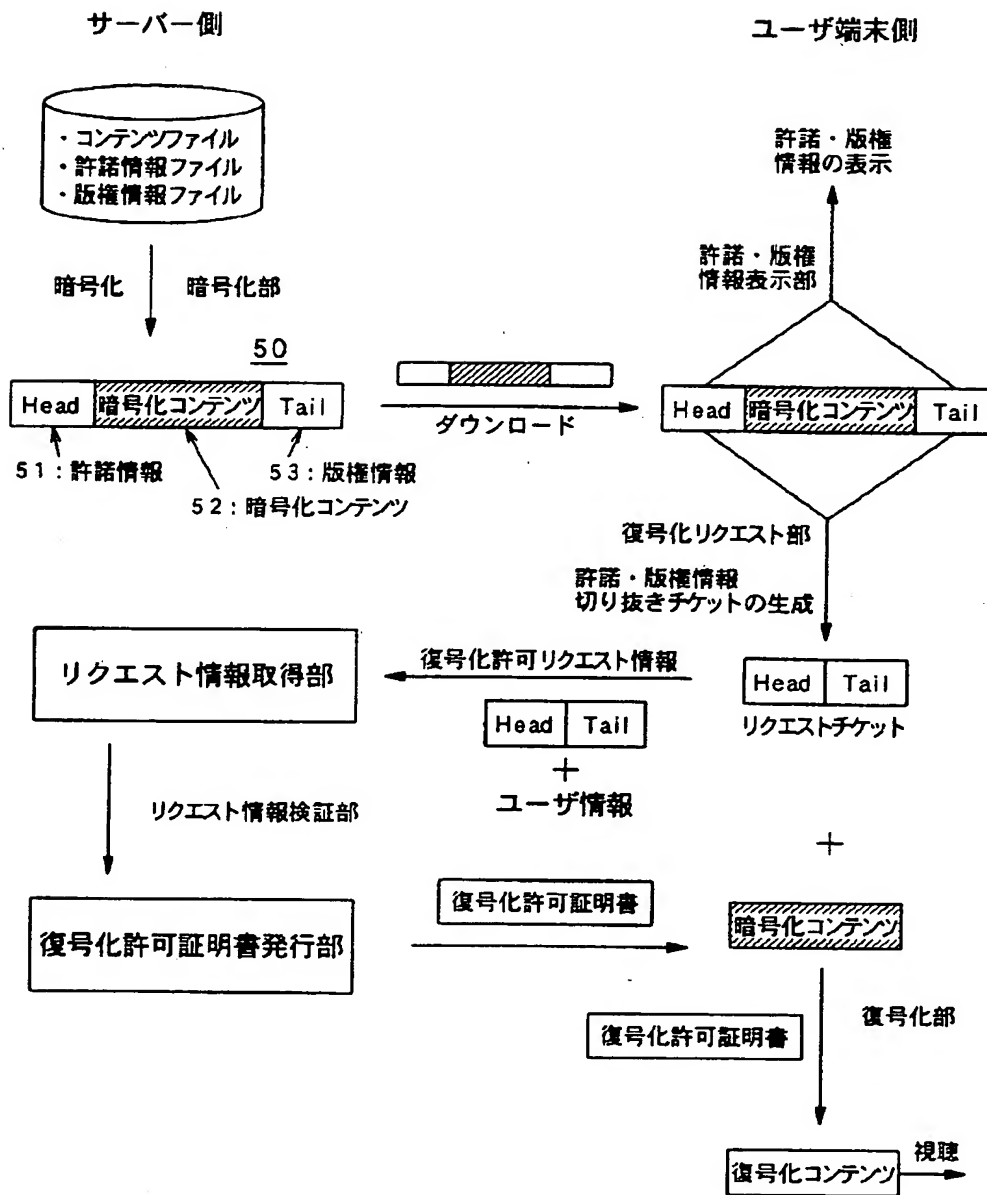 サーバー側
ユーザ端末側
・コンテンツファイル
・許諾情報ファイル
・版権情報ファイル
許諾・版権
情報の表示
暗号化
暗号化部
許諾・版権
情報表示部
50
Head
暗号化コンテンツ
Tail
ダウンロード
Head
暗号化コンテンツ
Tail
51:許諾情報
53:版権情報
52:暗号化コンテンツ
復号化リクエスト部
許諾・版権情報
切り抜きチケットの生成
リクエスト情報取得部
復号化許可リクエスト情報
Head
Tail
リクエストチケット
Head
Tail
+
ユーザ情報
リクエスト情報検証部
+
復号化許可証明書発行部
復号化許可証明書
暗号化コンテンツ
復号化許可証明書
復号化部
復号化コンテンツ
視聴